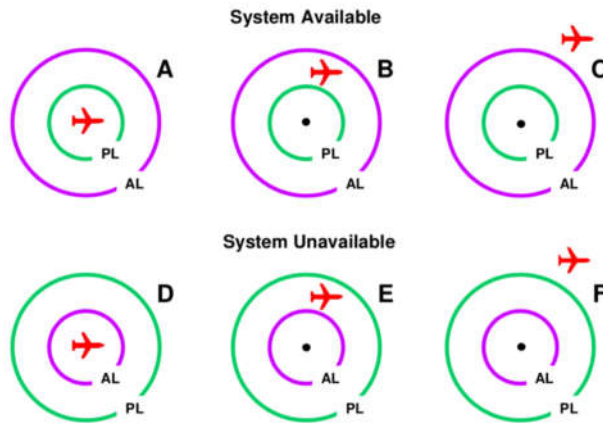 System Available
A B C
PL PL PL
AL AL AL
System Unavailable
D E F
AL AL AL
PL PL PL